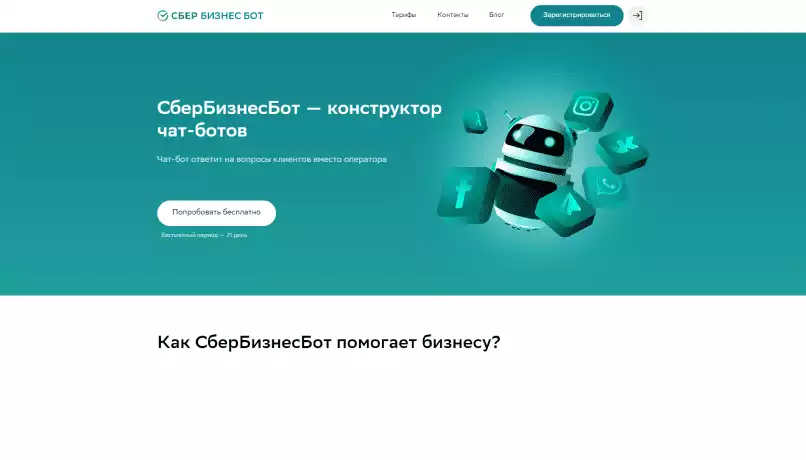 СБЕР БИЗНЕС БОТ
Тарифы
Контакты
Блог
Зарегистрироваться
СберБизнесБот — конструктор
чат-ботов
Чат-бот ответит на вопросы клиентов вместо оператора
Попробовать бесплатно
Бесплатный период — 21 день
Как СберБизнесБот помогает бизнесу?